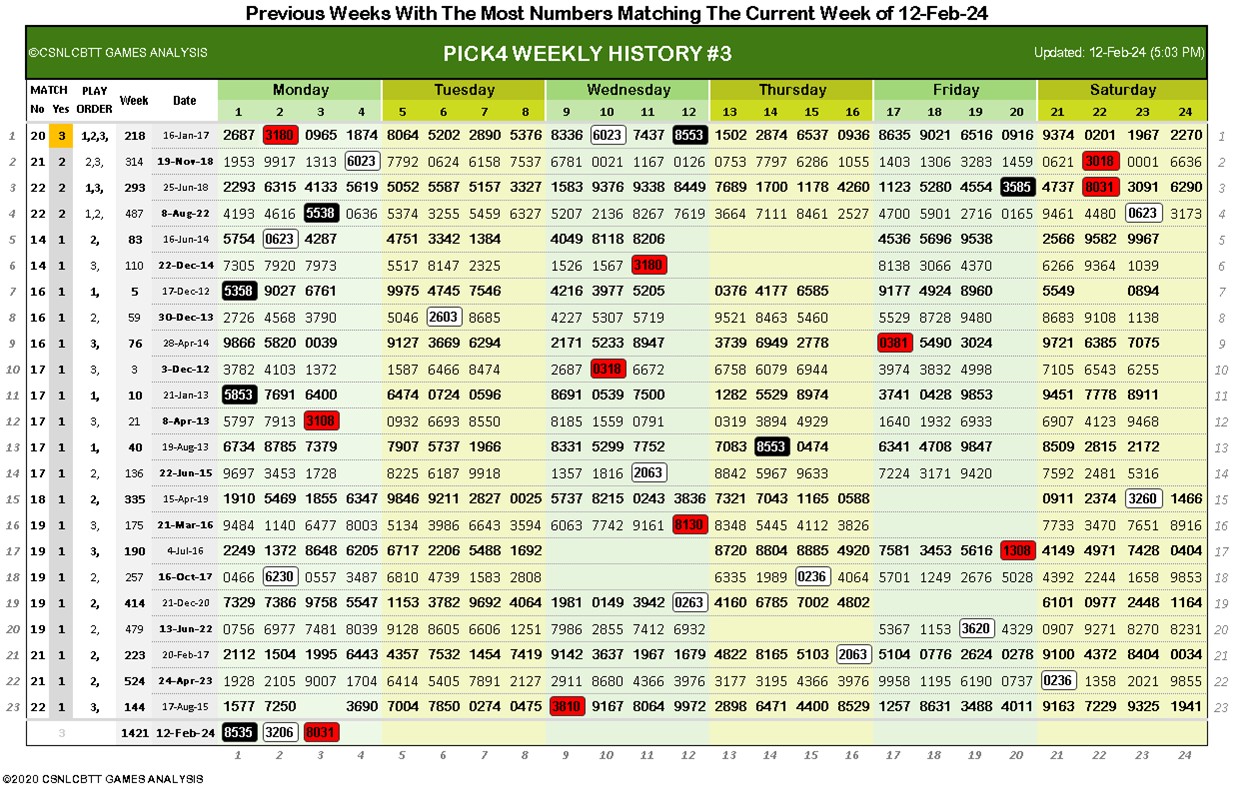 Previous Weeks With The Most Numbers Matching The Current Week of 12-Feb-24
©CSNLCBTT GAMES ANALYSIS PICK4 WEEKLY HISTORY #3 Updated: 12-Feb-24 (5:03 PM)
MATCH PLAY Week Date Monday Tuesday Wednesday Thursday Friday Saturday
No Yes ORDER 1 2 3 4 5 6 7 8 9 10 11 12 13 14 15 16 17 18 19 20 21 22 23 24
1 20 3 1,2,3, 218 16-Jan-17 2687 3180 0965 1874 8064 5202 2890 5376 8336 6023 7437 8553 1502 2874 6537 0936 8635 9021 6516 0916 9374 0201 1967 2270 1
2 21 2 2,3, 314 19-Nov-18 1953 9917 1313 6023 7792 0624 6158 7537 6781 0021 1167 0126 0753 7797 6286 1055 1403 1306 3283 1459 0621 3018 0001 6636 2
3 22 2 1,3, 293 25-Jun-18 2293 6315 4133 5619 5052 5587 5157 3327 1583 9376 9338 8449 7689 1700 1178 4260 1123 5280 4554 3585 4737 8031 3091 6290 3
4 22 2 1,2, 487 8-Aug-22 4193 4616 5538 0636 5374 3255 5459 6327 5207 2136 8267 7619 3664 7111 8461 2527 4700 5901 2716 0165 9461 4480 0623 3173 4
5 14 1 2, 83 16-Jun-14 5754 0623 4287 4751 3342 1384 4049 8118 8206 4536 5696 9538 2566 9582 9967 5
6 14 1 3, 110 22-Dec-14 7305 7920 7973 5517 8147 2325 1526 1567 3180 8138 3066 4370 6266 9364 1039 6
7 16 1 1, 5 17-Dec-12 5358 9027 6761 9975 4745 7546 4216 3977 5205 0376 4177 6585 9177 4924 8960 5549 0894 7
8 16 1 2, 59 30-Dec-13 2726 4568 3790 5046 2603 8685 4227 5307 5719 9521 8463 5460 5529 8728 9480 8683 9108 1138 8
9 16 1 3, 76 28-Apr-14 9866 5820 0039 9127 3669 6294 2171 5233 8947 3739 6949 2778 0381 5490 3024 9721 6385 7075 9
10 17 1 3, 3 3-Dec-12 3782 4103 1372 1587 6466 8474 2687 0318 6672 6758 6079 6944 3974 3832 4998 7105 6543 6255 10
11 17 1 1, 10 21-Jan-13 5853 7691 6400 6474 0724 0596 8691 0539 7500 1282 5529 8974 3741 0428 9853 9451 7778 8911 11
12 17 1 3, 21 8-Apr-13 5797 7913 3108 0932 6693 8550 8185 1559 0791 0319 3894 4929 1640 1932 6933 6907 4123 9468 12
13 17 1 1, 40 19-Aug-13 6734 8785 7379 7907 5737 1966 8331 5299 7752 7083 8553 0474 6341 4708 9847 8509 2815 2172 13
14 17 1 2, 136 22-Jun-15 9697 3453 1728 8225 6187 9918 1357 1816 2063 8842 5967 9633 7224 3171 9420 7592 2481 5316 14
15 18 1 2, 335 15-Apr-19 1910 5469 1855 6347 9846 9211 2827 0025 5737 8215 0243 3836 7321 7043 1165 0588 0911 2374 3260 1466 15
16 19 1 3, 175 21-Mar-16 9484 1140 6477 8003 5134 3986 6643 3594 6063 7742 9161 8130 8348 5445 4112 3826 7733 3470 7651 8916 16
17 19 1 3, 190 4-Jul-16 2249 1372 8648 6205 6717 2206 5488 1692 8720 8804 8885 4920 7581 3453 5616 1308 4149 4971 7428 0404 17
18 19 1 2, 257 16-Oct-17 0466 6230 0557 3487 6810 4739 1583 2808 6335 1989 0236 4064 5701 1249 2676 5028 4392 2244 1658 9853 18
19 19 1 2, 414 21-Dec-20 7329 7386 9758 5547 1153 3782 9692 4064 1981 0149 3942 0263 4160 6785 7002 4802 6101 0977 2448 1164 19
20 19 1 2, 479 13-Jun-22 0756 6977 7481 8039 9128 8605 6606 1251 7986 2855 7412 6932 5367 1153 3620 4329 0907 9271 8270 8231 20
21 21 1 2, 223 20-Feb-17 2112 1504 1995 6443 4357 7532 1454 7419 9142 3637 1967 1679 4822 8165 5103 2063 5104 0776 2624 0278 9100 4372 8404 0034 21
22 21 1 2, 524 24-Apr-23 1928 2105 9007 1704 6414 5405 7891 2127 2911 8680 4366 3976 3177 3195 4366 3976 9958 1195 6190 0737 0236 1358 2021 9855 22
23 22 1 3, 144 17-Aug-15 1577 7250 3690 7004 7850 0274 0475 3810 9167 8064 9972 2898 6471 4400 8529 1257 8631 3488 4011 9163 7229 9325 1941 23
3 1421 12-Feb-24 8535 3206 8031
1 2 3 4 5 6 7 8 9 10 11 12 13 14 15 16 17 18 19 20 21 22 23 24
©2020 CSNLCBTT GAMES ANALYSIS